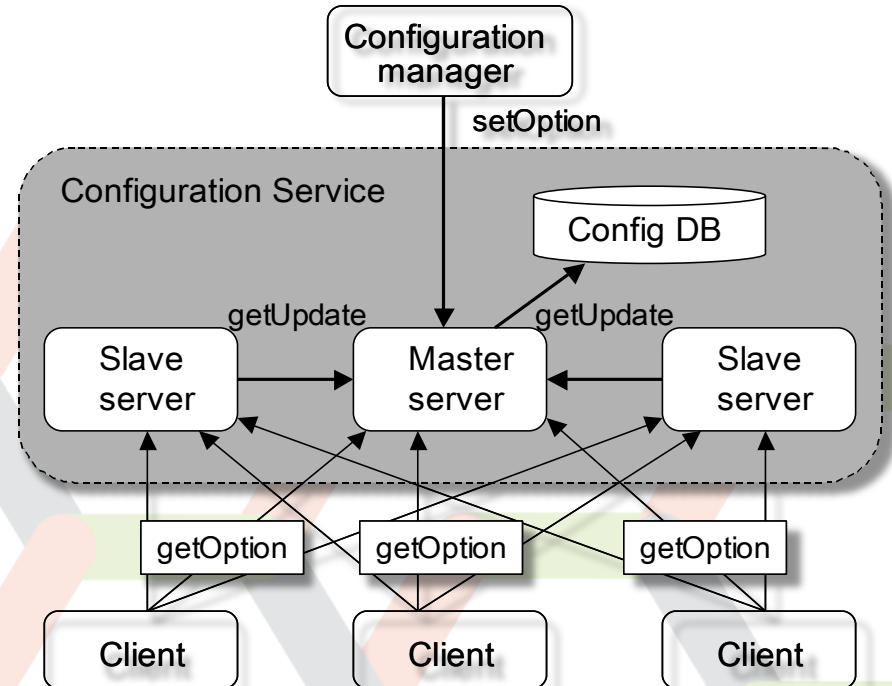 Configuration
manager
setOption
Configuration Service
Config DB
getUpdate
getUpdate
Slave
server
Master
server
Slave
server
getOption
getOption
getOption
Client
Client
Client